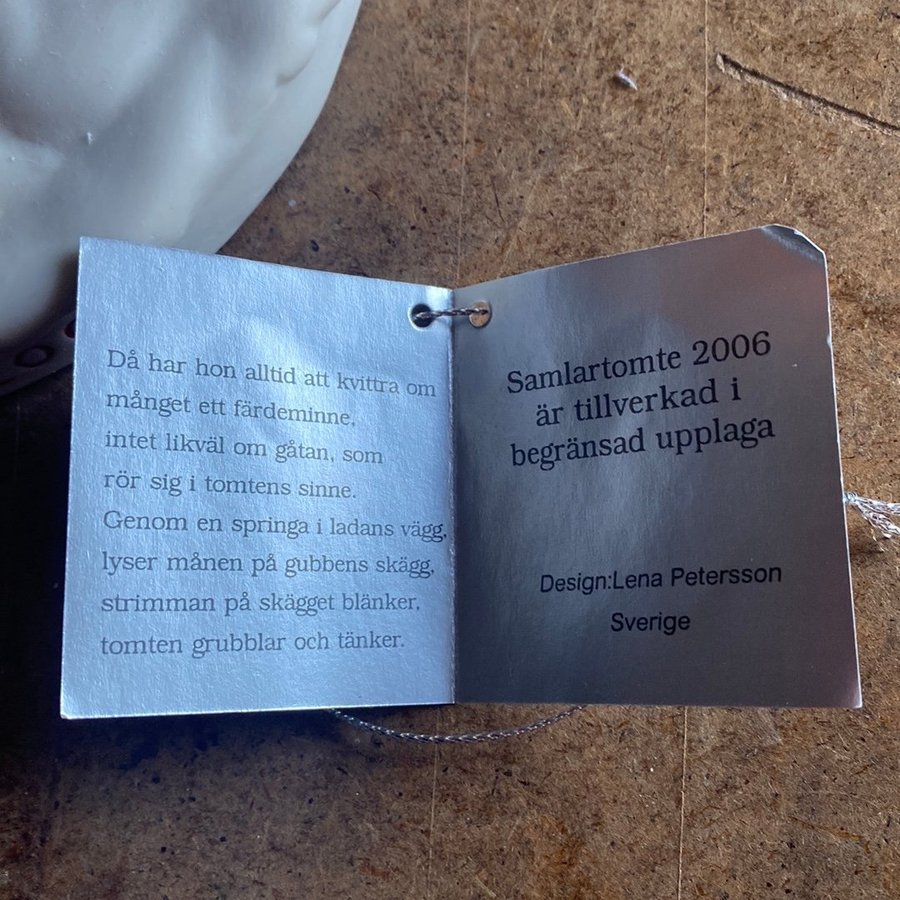 Då har hon alltid att kvittra om
månget ett färdeminne,
intet likväl om gåtan, som
rör sig i tomtens sinne.
Genom en springa i ladans vägg,
lyser månen på gubbens skägg,
strimman på skägget blänker,
tomten grubblar och tänker.
Samlartomte 2006
är tillverkad i
begränsad upplaga
Design:Lena Petersson
Sverige